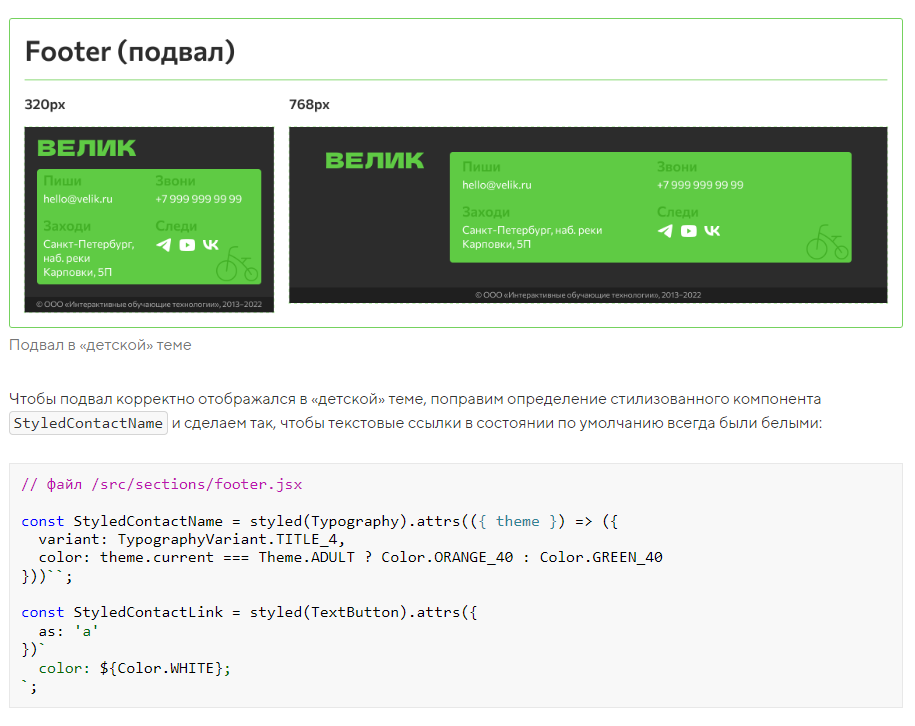 Footer (подвал)
320px
768px
ВЕЛИК
Пиши
Звони
hello@velik.ru
+7 999 999 99 99
Заходи
Следи
Санкт-Петербург,
наб. реки
Карповки, 5П
© ООО «Интерактивные обучающие технологии», 2013–2022
ВЕЛИК
Пиши
Звони
hello@velik.ru
+7 999 999 99 99
Заходи
Следи
Санкт-Петербург, наб. реки
Карповки, 5П
© ООО «Интерактивные обучающие технологии», 2013–2022
Подвал в «детской» теме
Чтобы подвал корректно отображался в «детской» теме, поправим определение стилизованного компонента
StyledContactName и сделаем так, чтобы текстовые ссылки в состоянии по умолчанию всегда были белыми:
// файл /src/sections/footer.jsx
const StyledContactName = styled(Typography).attrs(({ theme }) => ({
  variant: TypographyVariant.TITLE_4,
  color: theme.current === Theme.ADULT ? Color.ORANGE_40 : Color.GREEN_40
}))``;
const StyledContactLink = styled(TextButton).attrs({
  as: 'a'
})`
  color: ${Color.WHITE};
`;